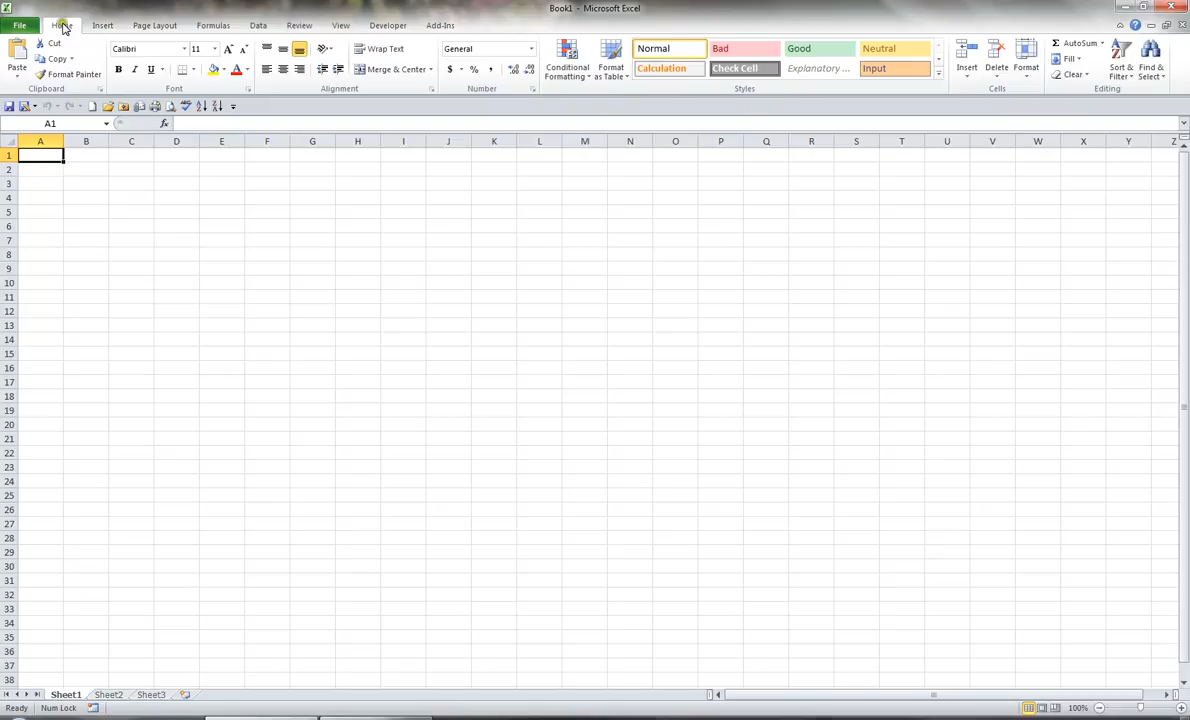 Book1 - Microsoft Excel
File Home Insert Page Layout Formulas Data Review View Developer Add-Ins
Paste Cut Copy Format Painter
Calibri 11 Wrap Text General
B I U Merge & Center $ % ,
Conditional Formatting Format as Table
Normal Bad Good Neutral
Calculation Check Cell Explanatory ... Input
Insert Delete Format
Σ AutoSum Fill Clear Sort & Filter Find & Select
Clipboard Font Alignment Number Styles Cells Editing
A1 fx
A B C D E F G H I J K L M N O P Q R S T U V W X Y Z
1
2
3
4
5
6
7
8
9
10
11
12
13
14
15
16
17
18
19
20
21
22
23
24
25
26
27
28
29
30
31
32
33
34
35
36
37
38
Sheet1 Sheet2 Sheet3
Ready Num Lock 100%